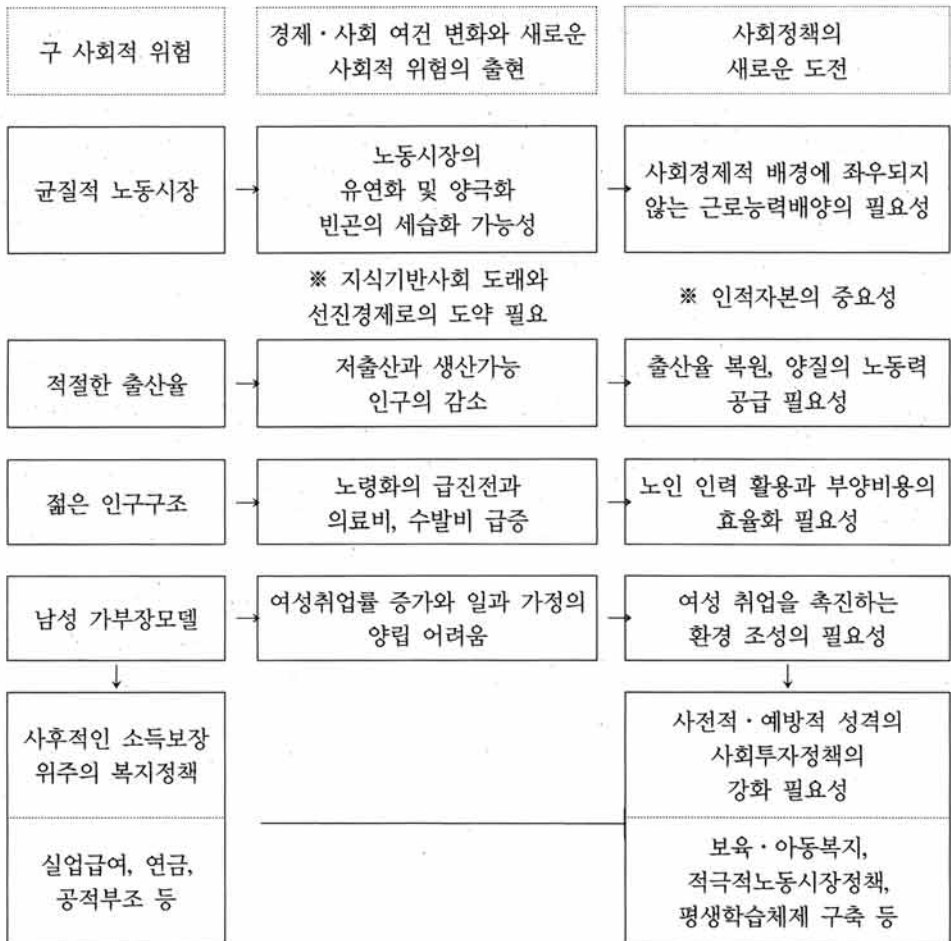 구 사회적 위험
경제·사회 여건 변화와 새로운
사회적 위험의 출현
사회정책의
새로운 도전
균질적 노동시장
→
노동시장의
유연화 및 양극화
빈곤의 세습화 가능성
→
사회경제적 배경에 좌우되지
않는 근로능력배양의 필요성
※ 지식기반사회 도래와
선진경제로의 도약 필요
※ 인적자본의 중요성
적절한 출산율
→
저출산과 생산가능
인구의 감소
→
출산율 복원, 양질의 노동력
공급 필요성
젊은 인구구조
→
노령화의 급진전과
의료비, 수발비 급증
→
노인 인력 활용과 부양비용의
효율화 필요성
남성 가부장모델
→
여성취업률 증가와 일과 가정의
양립 어려움
→
여성 취업을 촉진하는
환경 조성의 필요성
↓
↓
사후적인 소득보장
위주의 복지정책
사전적·예방적 성격의
사회투자정책의
강화 필요성
실업급여, 연금,
공적부조 등
보육·아동복지,
적극적노동시장정책,
평생학습체제 구축 등